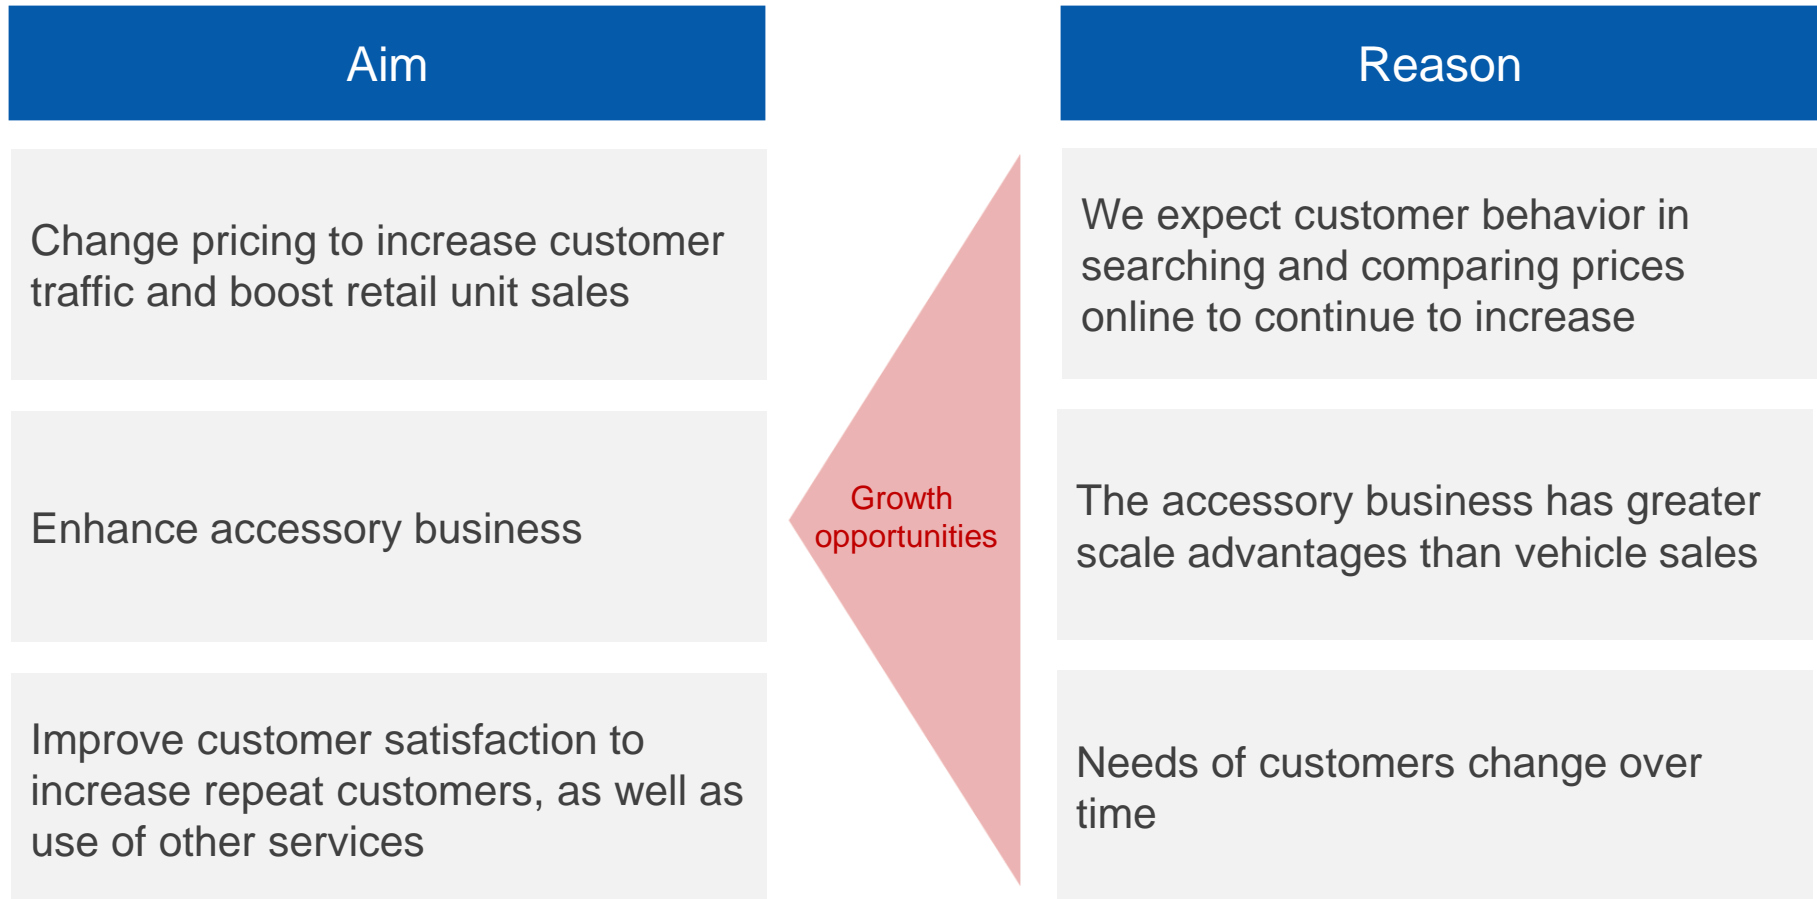 Aim
Reason
Change pricing to increase customer
traffic and boost retail unit sales
We expect customer behavior in
searching and comparing prices
online to continue to increase
Growth
opportunities
Enhance accessory business
The accessory business has greater
scale advantages than vehicle sales
Improve customer satisfaction to
increase repeat customers, as well as
use of other services
Needs of customers change over
time